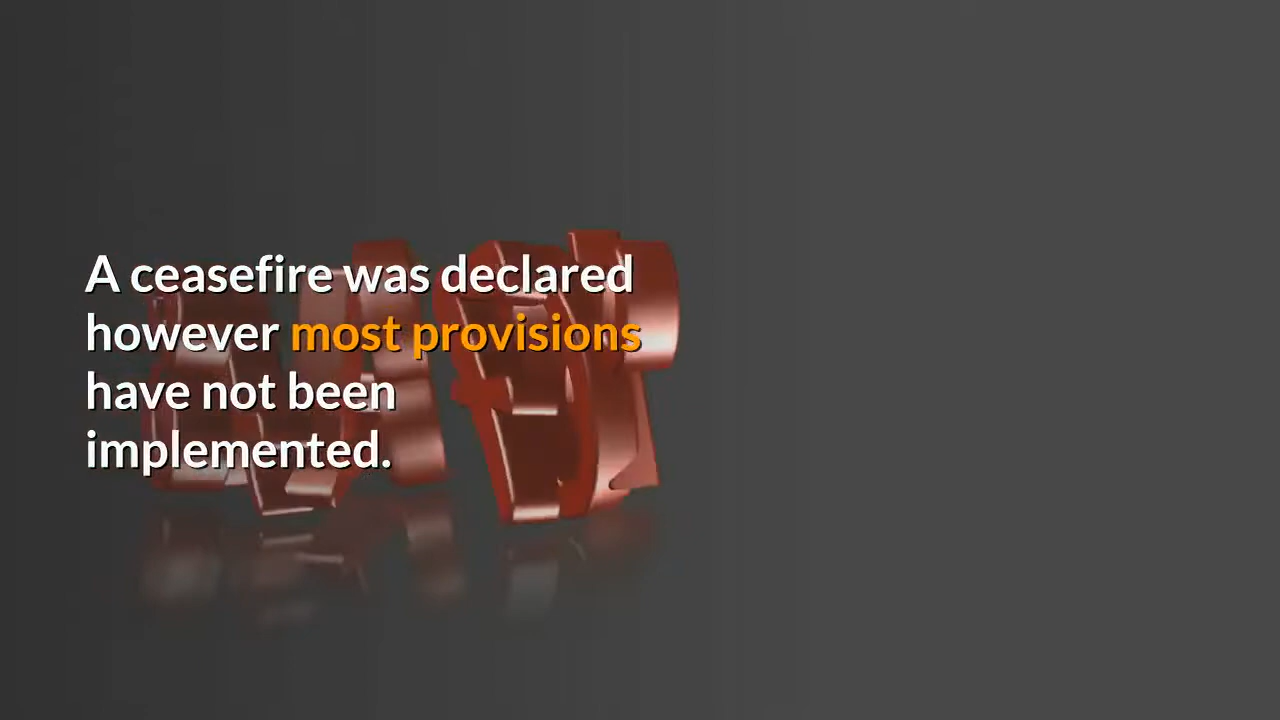 A ceasefire was declared
however most provisions
have not been
implemented.